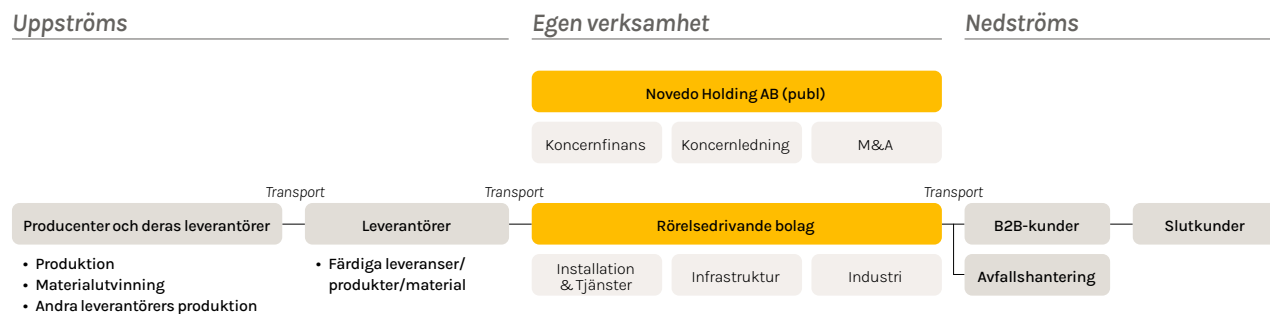 Uppströms
Egen verksamhet
Nedströms
Novedo Holding AB (publ)
Koncernfinans
Koncernledning
M&A
Transport
Transport
Transport
Producenter och deras leverantörer
Leverantörer
Rörelsedrivande bolag
B2B-kunder
Slutkunder
• Produktion
• Materialutvinning
• Andra leverantörers produktion
• Färdiga leveranser/
produkter/material
Installation
& Tjänster
Infrastruktur
Industri
Avfallshantering